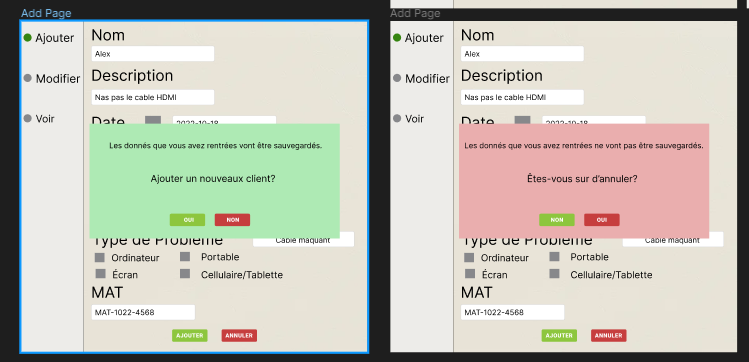 Add Page
Ajouter
Modifier
Voir
Nom
Alex
Description
Nas pas le cable HDMI
Date
2022-10-18
Les donnés que vous avez rentrées vont être sauvegardés.
Ajouter un nouveaux client?
OUI
NON
Type de Problème
Cable maquant
Ordinateur
Portable
Écran
Cellulaire/Tablette
MAT
MAT-1022-4568
AJOUTER
ANNULER
Add Page
Ajouter
Modifier
Voir
Nom
Alex
Description
Nas pas le cable HDMI
Date
2022-10-18
Les donnés que vous avez rentrées ne vont pas être sauvegardés.
Êtes-vous sur d'annuler?
NON
OUI
Type de Problème
Cable maquant
Ordinateur
Portable
Écran
Cellulaire/Tablette
MAT
MAT-1022-4568
AJOUTER
ANNULER